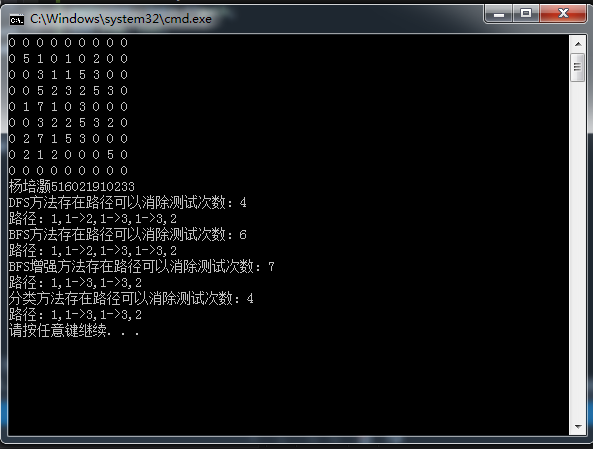 C:\Windows\system32\cmd.exe
0 0 0 0 0 0 0 0 0
0 5 1 0 1 0 2 0 0
0 0 3 1 1 5 3 0 0
0 0 5 2 3 2 5 3 0
0 1 7 1 0 3 0 0 0
0 0 3 2 2 5 3 2 0
0 2 7 1 5 3 0 0 0
0 2 1 2 0 0 0 5 0
0 0 0 0 0 0 0 0 0
杨培灏516021910233
DFS方法存在路径可以消除测试次数：4
路径：1,1->2,1->3,1->3,2
BFS方法存在路径可以消除测试次数：6
路径：1,1->2,1->3,1->3,2
BFS增强方法存在路径可以消除测试次数：7
路径：1,1->3,1->3,2
分类方法存在路径可以消除测试次数：4
路径：1,1->3,1->3,2
请按任意键继续. . .